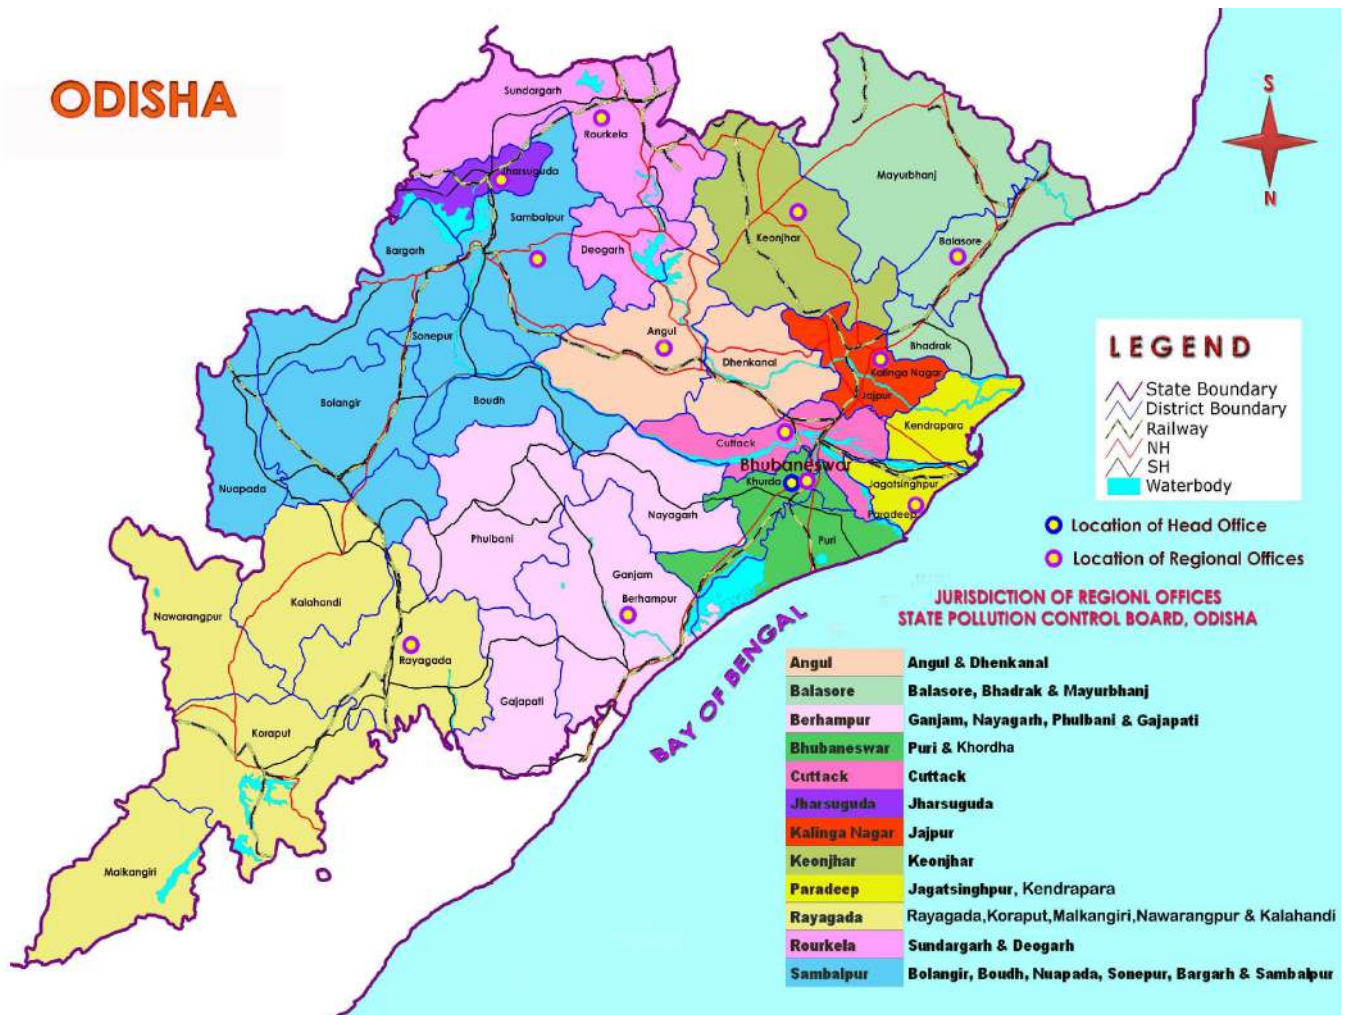 ODISHA
S
N
Sundargarh
Rourkela
Jharsuguda
Sambalpur
Bargarh
Deogarh
Keonjhar
Mayurbhanj
Balasore
Sonepur
Angul
Dhenkanal
Bhadrak
Kalinga Nagar
Jajpur
Bolangir
Boudh
Cuttack
Kendrapara
Bhubaneswar
Khurda
Jagatsinghpur
Paradeep
Nuapada
Nayagarh
Phulbani
Puri
Ganjam
Berhampur
Kalahandi
Nawarangpur
Rayagada
Gajapati
Koraput
Malkangiri
BAY OF BENGAL
LEGEND
State Boundary
District Boundary
Railway
NH
SH
Waterbody
Location of Head Office
Location of Regional Offices
JURISDICTION OF REGIONL OFFICES
STATE POLLUTION CONTROL BOARD, ODISHA
Angul Angul & Dhenkanal
Balasore Balasore, Bhadrak & Mayurbhanj
Berhampur Ganjam, Nayagarh, Phulbani & Gajapati
Bhubaneswar Puri & Khordha
Cuttack Cuttack
Jharsuguda Jharsuguda
Kalinga Nagar Jajpur
Keonjhar Keonjhar
Paradeep Jagatsinghpur, Kendrapara
Rayagada Rayagada,Koraput,Malkangiri,Nawarangpur & Kalahandi
Rourkela Sundargarh & Deogarh
Sambalpur Bolangir, Boudh, Nuapada, Sonepur, Bargarh & Sambalpur